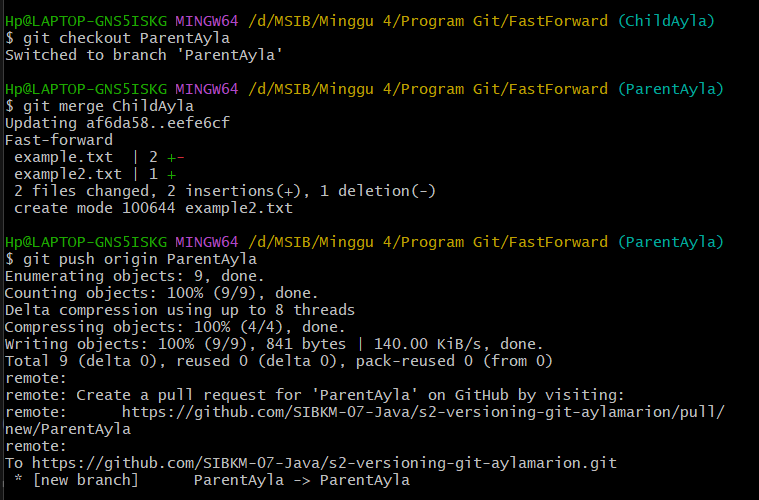 Hp@LAPTOP-GNS5ISKG MINGW64 /d/MSIB/Minggu 4/Program Git/FastForward (ChildAyla)
$ git checkout ParentAyla
Switched to branch 'ParentAyla'
Hp@LAPTOP-GNS5ISKG MINGW64 /d/MSIB/Minggu 4/Program Git/FastForward (ParentAyla)
$ git merge ChildAyla
Updating af6da58..eefe6cf
Fast-forward
 example.txt  | 2 +-
 example2.txt | 1 +
 2 files changed, 2 insertions(+), 1 deletion(-)
 create mode 100644 example2.txt
Hp@LAPTOP-GNS5ISKG MINGW64 /d/MSIB/Minggu 4/Program Git/FastForward (ParentAyla)
$ git push origin ParentAyla
Enumerating objects: 9, done.
Counting objects: 100% (9/9), done.
Delta compression using up to 8 threads
Compressing objects: 100% (4/4), done.
Writing objects: 100% (9/9), 841 bytes | 140.00 KiB/s, done.
Total 9 (delta 0), reused 0 (delta 0), pack-reused 0 (from 0)
remote:
remote: Create a pull request for 'ParentAyla' on GitHub by visiting:
remote:      https://github.com/SIBKM-07-Java/s2-versioning-git-aylamarion/pull/
new/ParentAyla
remote:
To https://github.com/SIBKM-07-Java/s2-versioning-git-aylamarion.git
 * [new branch]      ParentAyla -> ParentAyla